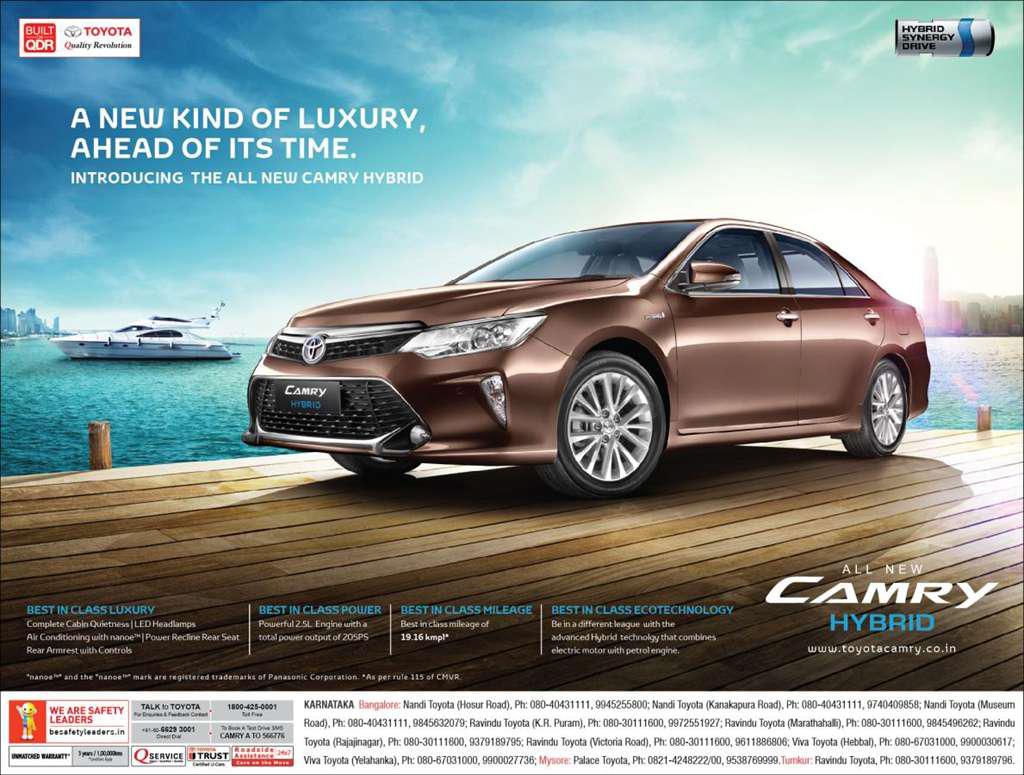 BUILT
on
QDR
TOYOTA
Quality Revolution
HYBRID
SYNERGY
DRIVE
A NEW KIND OF LUXURY,
AHEAD OF ITS TIME.
INTRODUCING THE ALL NEW CAMRY HYBRID
CAMRY
HYBRID
ALL NEW
CAMRY
HYBRID
www.toyotacamry.co.in
BEST IN CLASS LUXURY
Complete Cabin Quietness | LED Headlamps
Air Conditioning with nanoe™ | Power Recline Rear Seat
Rear Armrest with Controls
BEST IN CLASS POWER
Powerful 2.5L Engine with a
total power output of 205PS
BEST IN CLASS MILEAGE
Best in class mileage of
19.16 kmpl*
BEST IN CLASS ECOTECHNOLOGY
Be in a different league with the
advanced Hybrid technolgy that combines
electric motor with petrol engine.
"nanoe™" and the "nanoe™" mark are registered trademarks of Panasonic Corporation. *As per rule 115 of CMVR.
WE ARE SAFETY
LEADERS
besafetyleaders.in
TALK to TOYOTA
For Enquiries & Feedback Contact
1800-425-0001
Toll Free
+91-80-6629 3001
Direct Dial
To Book A Test Drive SMS
CAMRY A TO 566776
UNMATCHED WARRANTY*
3 years / 1,00,000kms
*Condition Apply
Q SERVICE
TOYOTA
U TRUST
Certified U Cars
Roadside
Assistance 24x7
Care on the Move
KARNATAKA Bangalore: Nandi Toyota (Hosur Road), Ph: 080-40431111, 9945255800; Nandi Toyota (Kanakapura Road), Ph: 080-40431111, 9740409858; Nandi Toyota (Museum
Road), Ph: 080-40431111, 9845632079; Ravindu Toyota (K.R. Puram), Ph: 080-30111600, 9972551927; Ravindu Toyota (Marathahalli), Ph: 080-30111600, 9845496262; Ravindu
Toyota (Rajajinagar), Ph: 080-30111600, 9379189795; Ravindu Toyota (Victoria Road), Ph: 080-30111600, 9611886806; Viva Toyota (Hebbal), Ph: 080-67031000, 9900030617;
Viva Toyota (Yelahanka), Ph: 080-67031000, 9900027736; Mysore: Palace Toyota, Ph: 0821-4248222/00, 9538769999. Tumkur: Ravindu Toyota, Ph: 080-30111600, 9379189796.